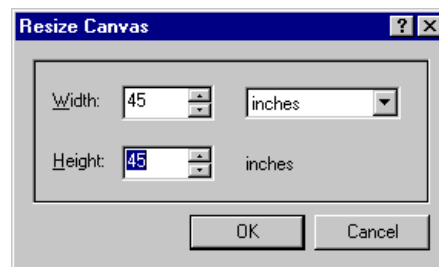 Resize Canvas ? X
Width: 45 inches
Height: 45 inches
OK Cancel